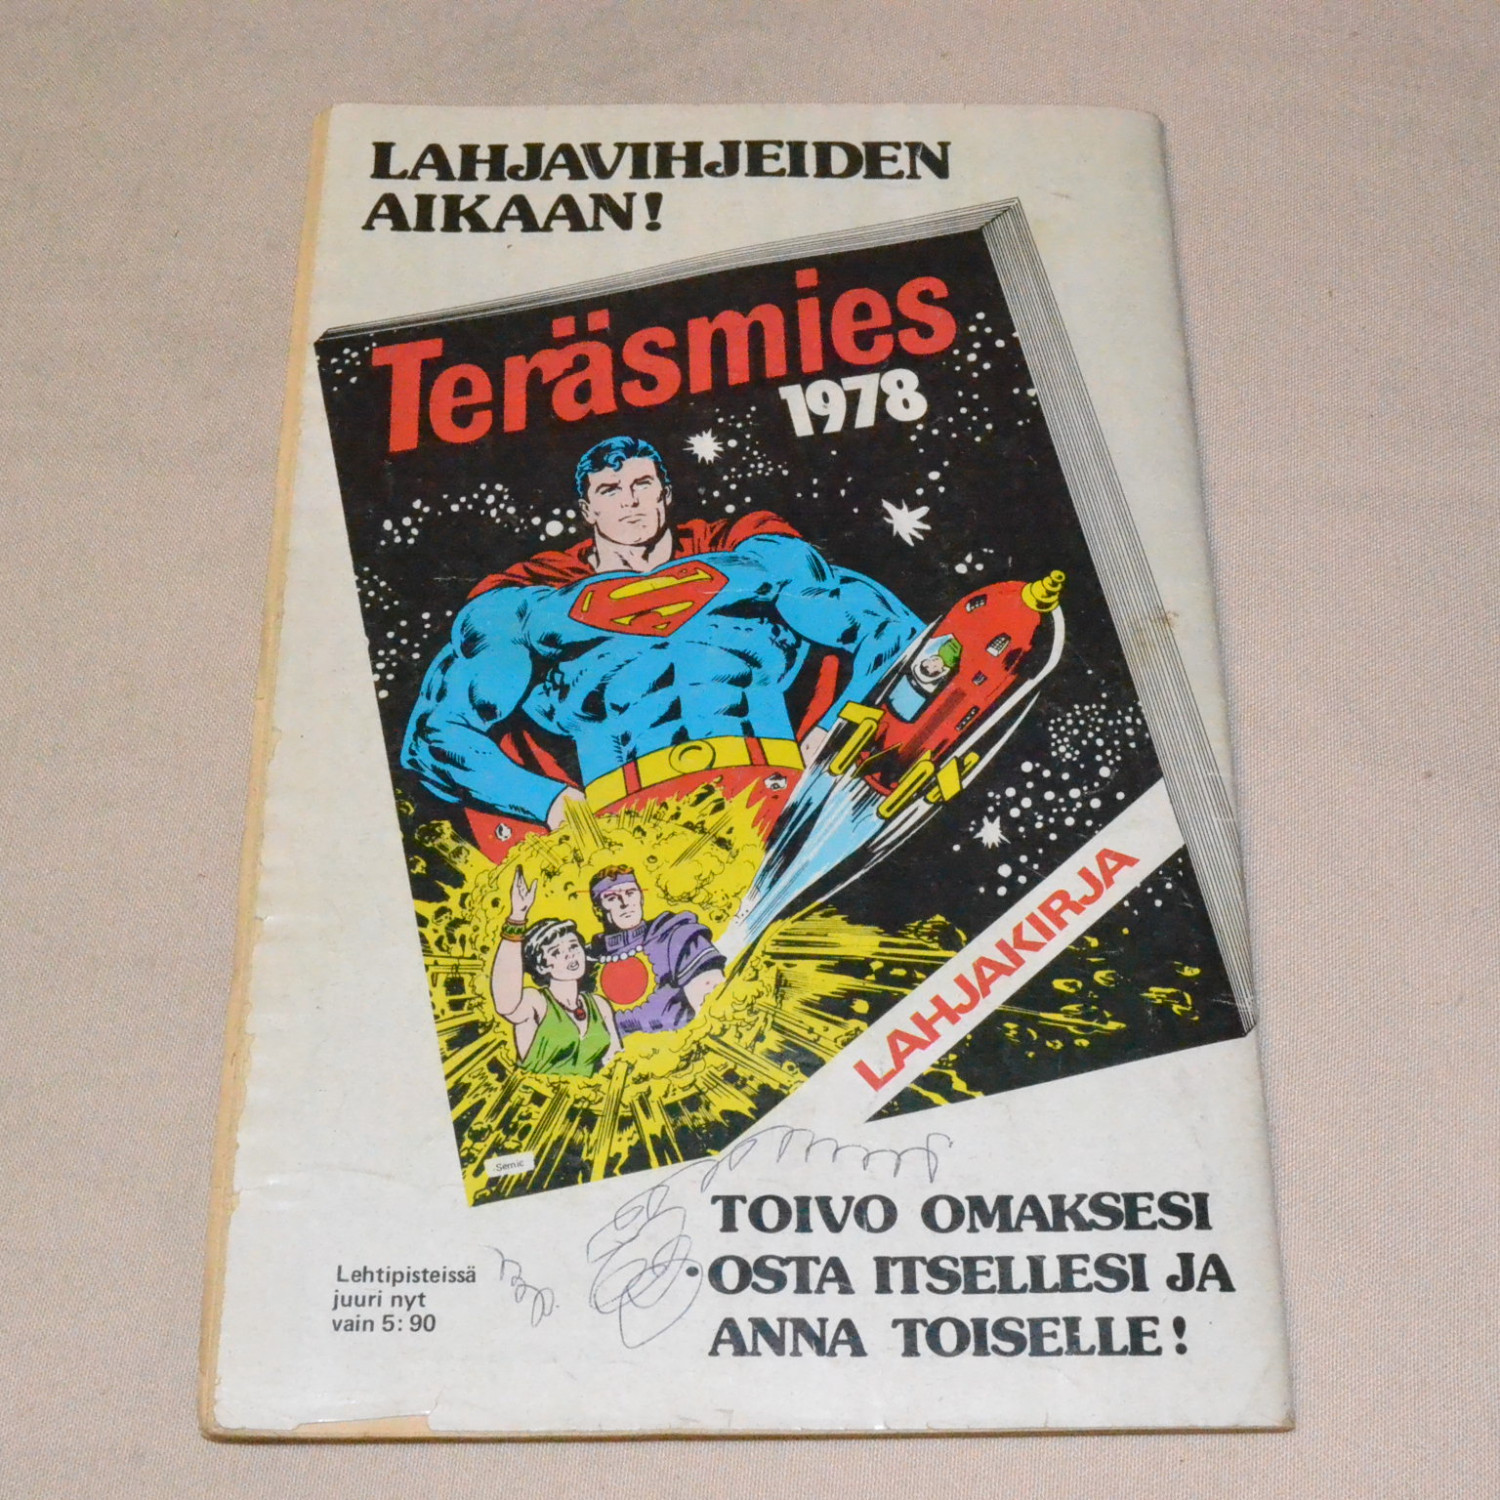 LAHJAVIHJEIDEN
AIKAAN!
Teräsmies
1978
LAHJAKIRJA
Semic
Lehtipisteissä
juuri nyt
vain 5:90
TOIVO OMAKSESI
OSTA ITSELLESI JA
ANNA TOISELLE!